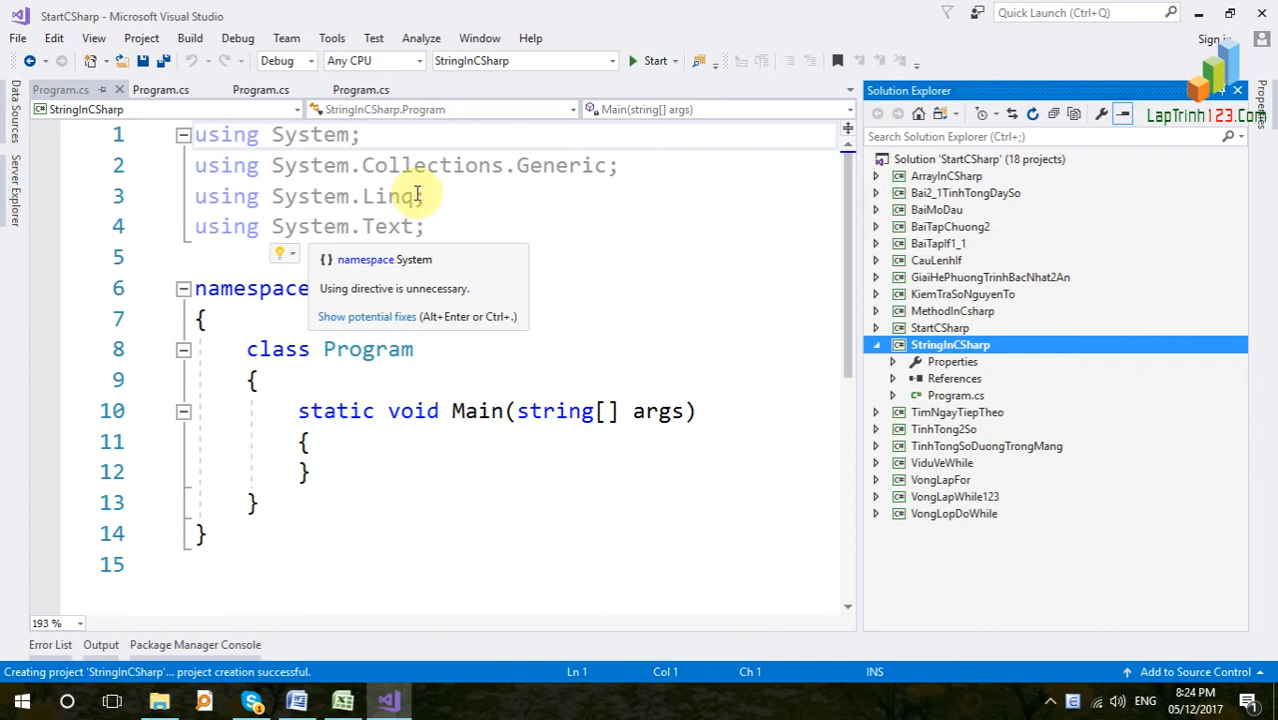 StartCSharp - Microsoft Visual Studio
Quick Launch (Ctrl+Q)
File Edit View Project Build Debug Team Tools Test Analyze Window Help
Sign in
Debug Any CPU StringInCSharp Start
Program.cs Program.cs Program.cs Program.cs
StringInCSharp StringInCSharp.Program Main(string[] args)
Data Sources
Server Explorer
1 using System;
2 using System.Collections.Generic;
3 using System.Linq;
4 using System.Text;
5
{ } namespace System
Using directive is unnecessary.
Show potential fixes (Alt+Enter or Ctrl+.)
6 namespace
7 {
8 class Program
9 {
10 static void Main(string[] args)
11 {
12 }
13 }
14 }
15
193 %
Solution Explorer
LapTrinh123.Com
Properties
Search Solution Explorer (Ctrl+;)
Solution 'StartCSharp' (18 projects)
C# ArrayInCSharp
C# Bai2_1TinhTongDaySo
C# BaiMoDau
C# BaiTapChuong2
C# BaiTapIf1_1
C# CauLenhIf
C# GiaiHePhuongTrinhBacNhat2An
C# KiemTraSoNguyenTo
C# MethodInCsharp
C# StartCSharp
C# StringInCSharp
Properties
References
C# Program.cs
C# TimNgayTiepTheo
C# TinhTong2So
C# TinhTongSoDuongTrongMang
C# ViduVeWhile
C# VongLapFor
C# VongLapWhile123
C# VongLopDoWhile
Error List Output Package Manager Console
Creating project 'StringInCSharp'... project creation successful.
Ln 1 Col 1 Ch 1 INS
Add to Source Control
ENG
8:24 PM
05/12/2017